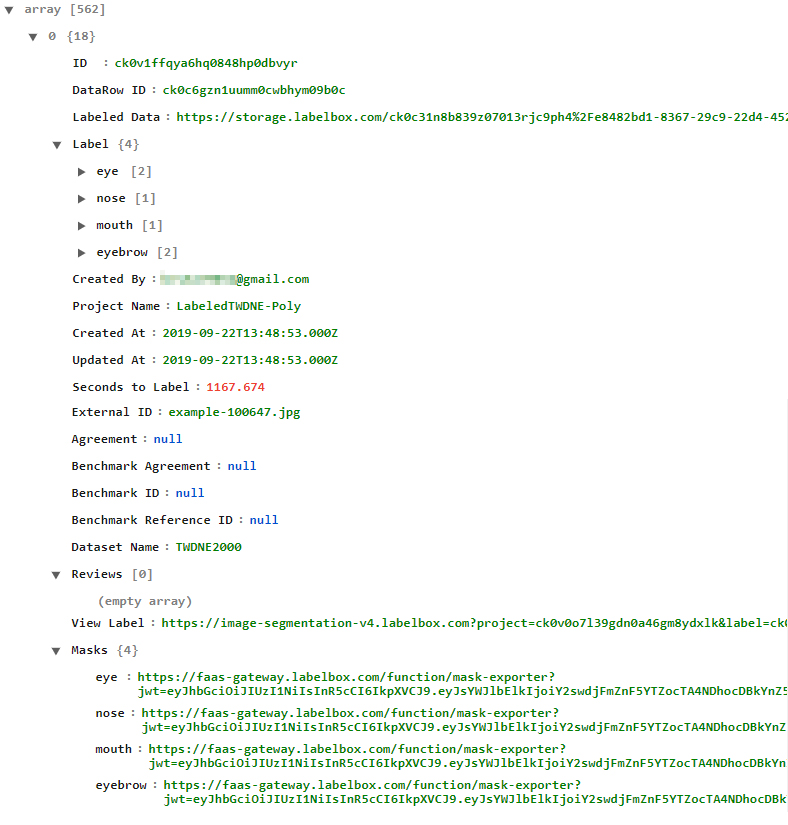 array [562]
0 {18}
ID : ck0v1ffqya6hq0848hp0dbvyr
DataRow ID : ck0c6gzn1uumm0cwbhym09b0c
Labeled Data : https://storage.labelbox.com/ck0c31n8b839z07013rjc9ph4%2Fe8482bd1-8367-29c9-22d4-452
Label {4}
eye [2]
nose [1]
mouth [1]
eyebrow [2]
Created By : @gmail.com
Project Name : LabeledTWDNE-Poly
Created At : 2019-09-22T13:48:53.000Z
Updated At : 2019-09-22T13:48:53.000Z
Seconds to Label : 1167.674
External ID : example-100647.jpg
Agreement : null
Benchmark Agreement : null
Benchmark ID : null
Benchmark Reference ID : null
Dataset Name : TWDNE2000
Reviews [0]
(empty array)
View Label : https://image-segmentation-v4.labelbox.com?project=ck0v0o7l39gdn0a46gm8ydxlk&label=ck0
Masks {4}
eye : https://faas-gateway.labelbox.com/function/mask-exporter?
jwt=eyJhbGciOiJIUzI1NiIsInR5cCI6IkpXVCJ9.eyJsYWJlbElkIjoiY2swdjFmZnF5YTZocTA4NDhocDBkYnZ5
nose : https://faas-gateway.labelbox.com/function/mask-exporter?
jwt=eyJhbGciOiJIUzI1NiIsInR5cCI6IkpXVCJ9.eyJsYWJlbElkIjoiY2swdjFmZnF5YTZocTA4NDhocDBkYnZ
mouth : https://faas-gateway.labelbox.com/function/mask-exporter?
jwt=eyJhbGciOiJIUzI1NiIsInR5cCI6IkpXVCJ9.eyJsYWJlbElkIjoiY2swdjFmZnF5YTZocTA4NDhocDBkYn
eyebrow : https://faas-gateway.labelbox.com/function/mask-exporter?
jwt=eyJhbGciOiJIUzI1NiIsInR5cCI6IkpXVCJ9.eyJsYWJlbElkIjoiY2swdjFmZnF5YTZocTA4NDhocDBk